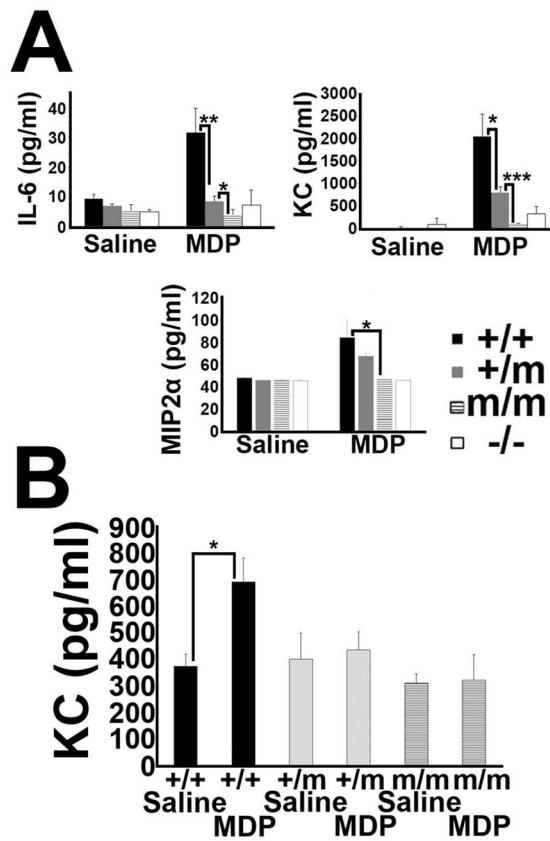 A
IL-6 (pg/ml)
40
30
20
10
0
**
*
Saline MDP
KC (pg/ml)
3000
2500
2000
1500
1000
500
0
*
***
Saline MDP
MIP2α (pg/ml)
120
100
80
60
40
20
0
*
Saline MDP
+/+
+/m
m/m
-/-
B
KC (pg/ml)
900
800
700
600
500
400
300
200
100
0
*
+/+ +/+ +/m +/m m/m m/m
Saline Saline Saline
MDP MDP MDP